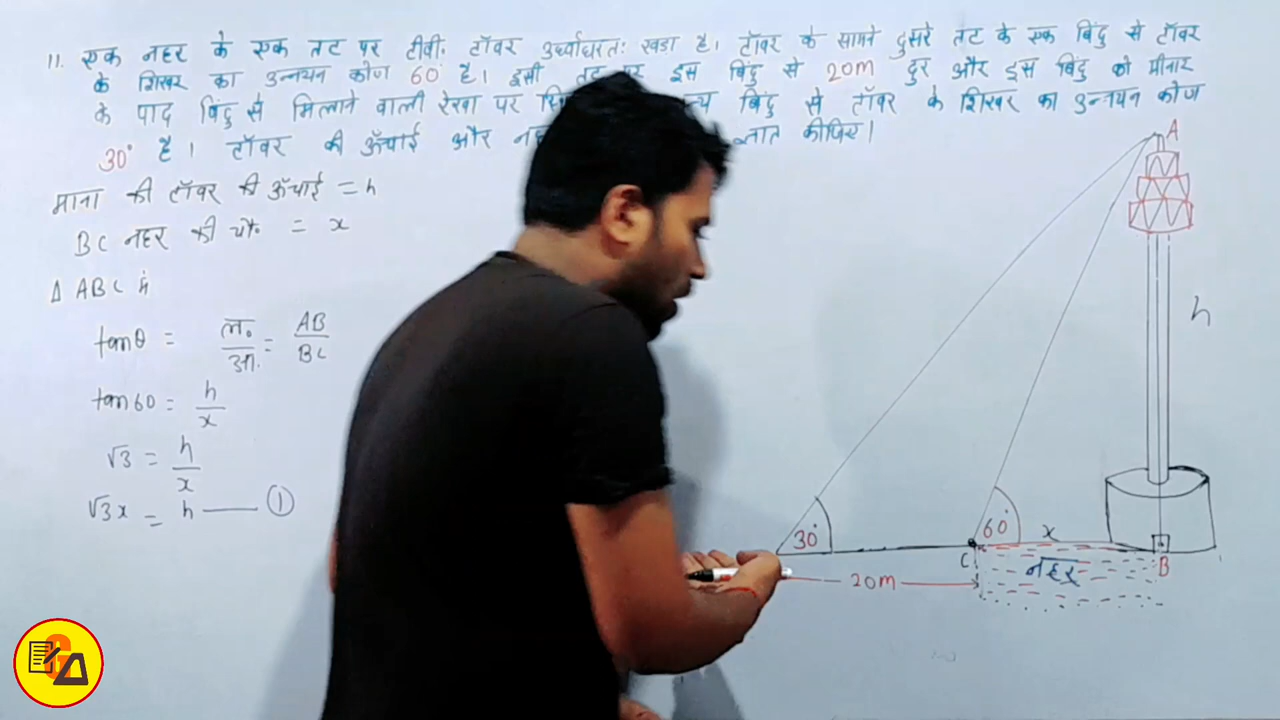 11. एक नहर के एक तट पर टीवी. टॉवर उर्ध्वाधरतः खडा है। टॉवर के सामने दुसरे तट के एक बिंदु से टॉवर
के शिखर का उन्नयन कोण 60° है। इसी तट पर इस बिंदु से 20m दुर और इस बिंदु को मीनार
के पाद बिंदु से मिलाने वाली रेखा पर बिंदु से टॉवर के शिखर का उन्नयन कोण
30° है। टॉवर की ऊँचाई और ज्ञात कीजिए।
माना की टॉवर की ऊँचाई = h
BC नहर की चौ. = x
Δ ABC में
tanθ = ल./आ. = AB/BC
tan60 = h/x
√3 = h/x
√3x = h —— ①
A
h
30°
60°
x
C
नहर
B
20m